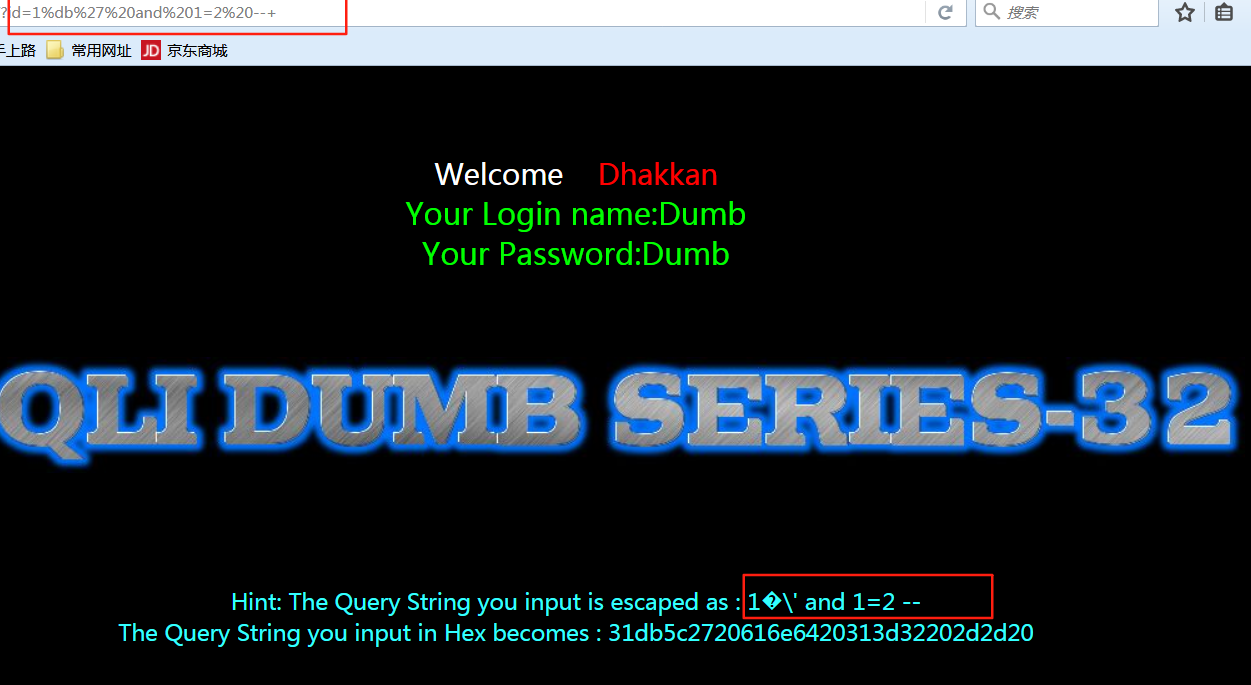 ?id=1%db%27%20and%201=2%20--+
搜索
上路 常用网址 JD 京东商城
Welcome Dhakkan
Your Login name:Dumb
Your Password:Dumb
QLI DUMB SERIES-32
Hint: The Query String you input is escaped as : 1�\' and 1=2 --
The Query String you input in Hex becomes : 31db5c2720616e6420313d32202d2d20